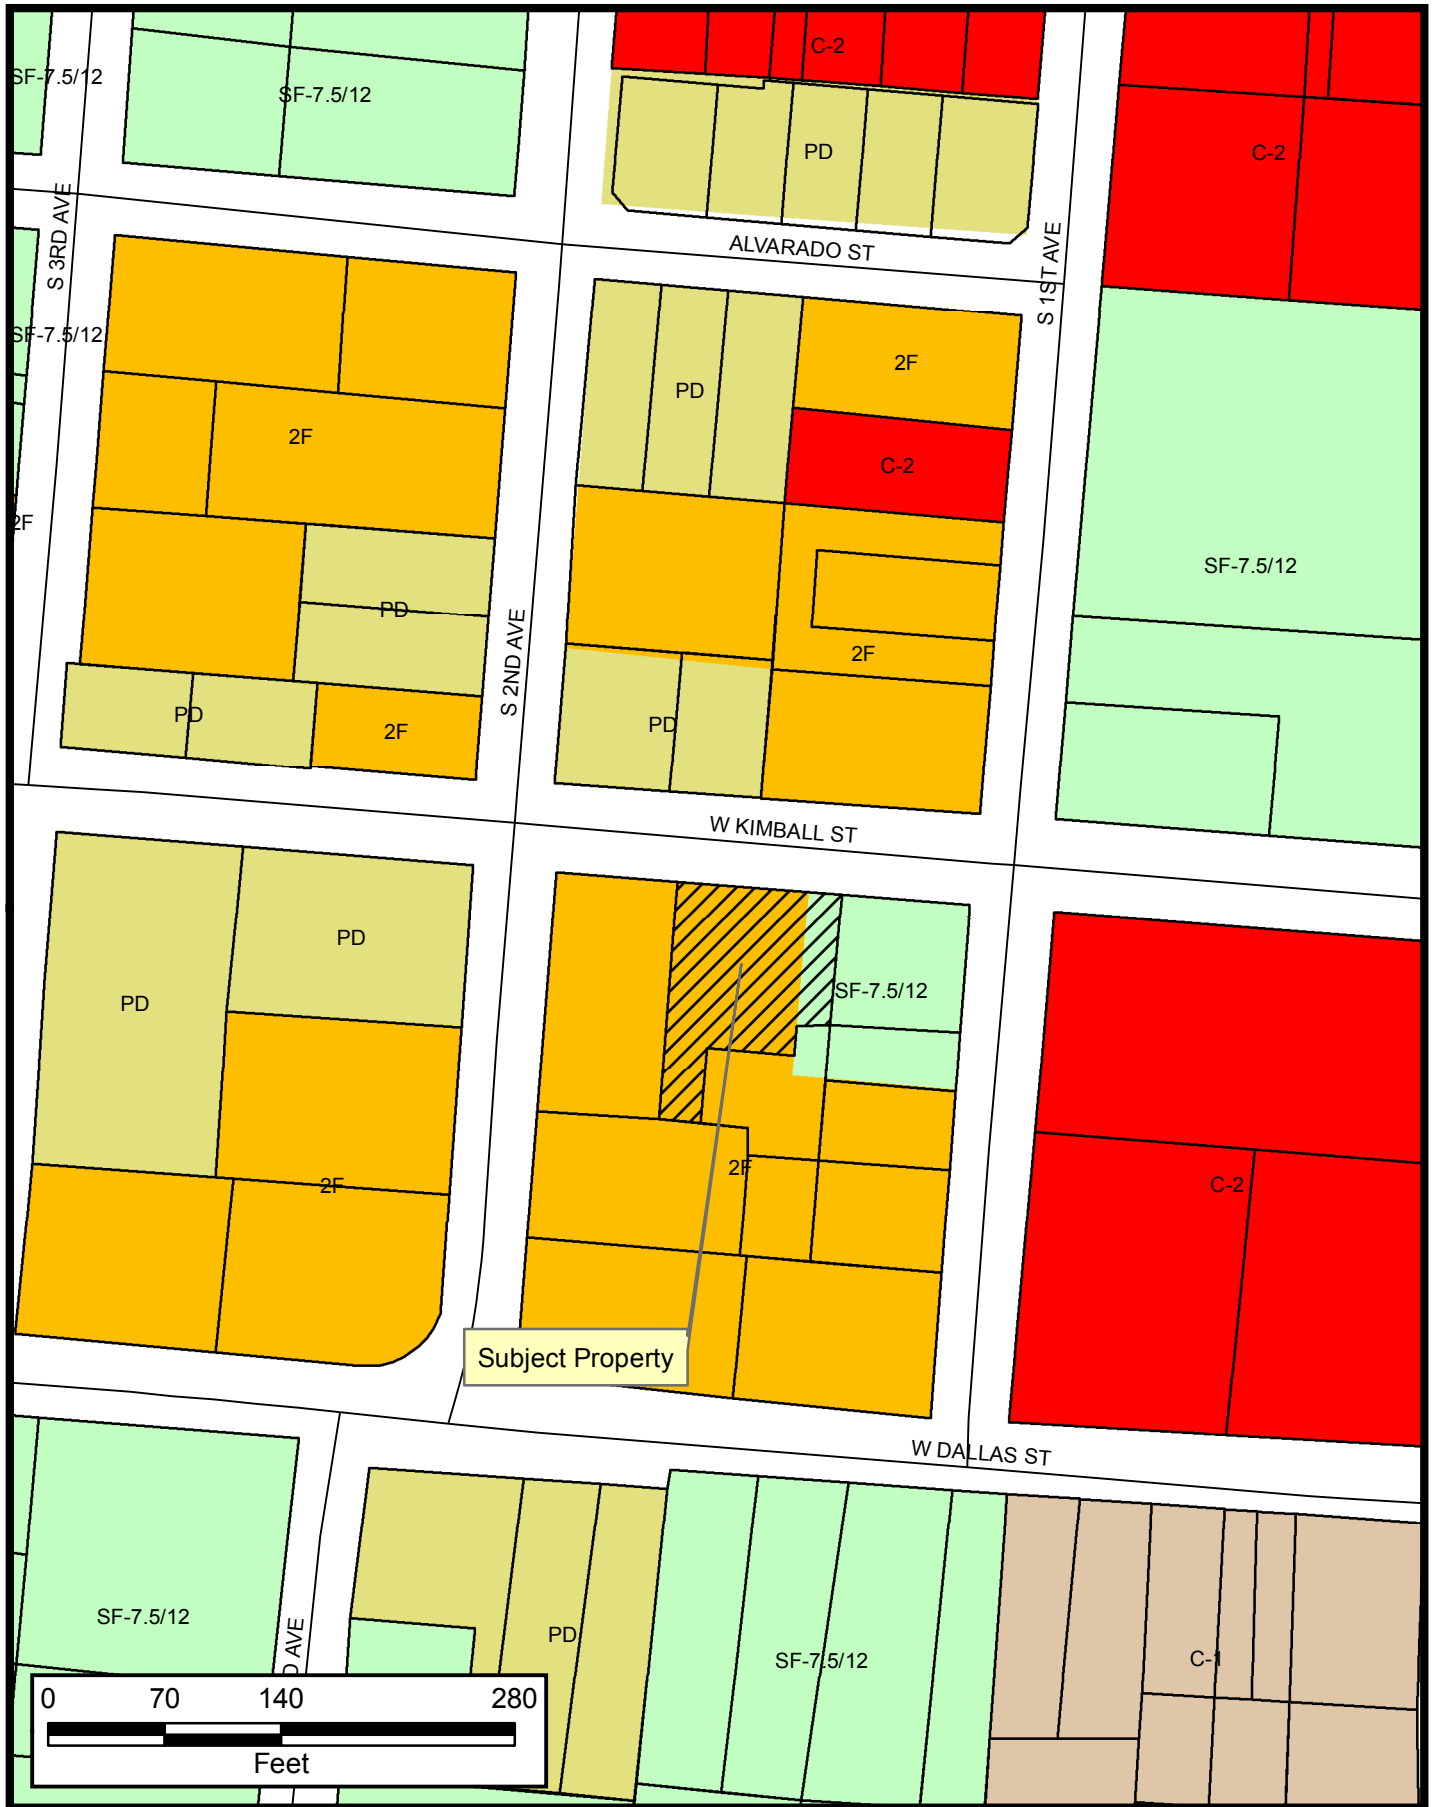 C-2
SF-7.5/12
SF-7.5/12
PD
C-2
S 3RD AVE
ALVARADO ST
S 1ST AVE
SF-7.5/12
2F
PD
2F
C-2
2F
SF-7.5/12
PD
S 2ND AVE
2F
PD
2F
PD
W KIMBALL ST
PD
SF-7.5/12
PD
2F
2F
C-2
Subject Property
W DALLAS ST
SF-7.5/12
D AVE
PD
SF-7.5/12
C-1
0 70 140 280
Feet